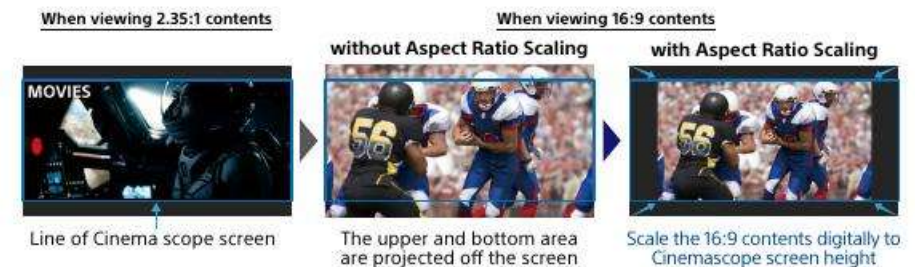 When viewing 2.35:1 contents
When viewing 16:9 contents
without Aspect Ratio Scaling
with Aspect Ratio Scaling
MOVIES
56
56
Line of Cinema scope screen
The upper and bottom area
are projected off the screen
Scale the 16:9 contents digitally to
Cinemascope screen height